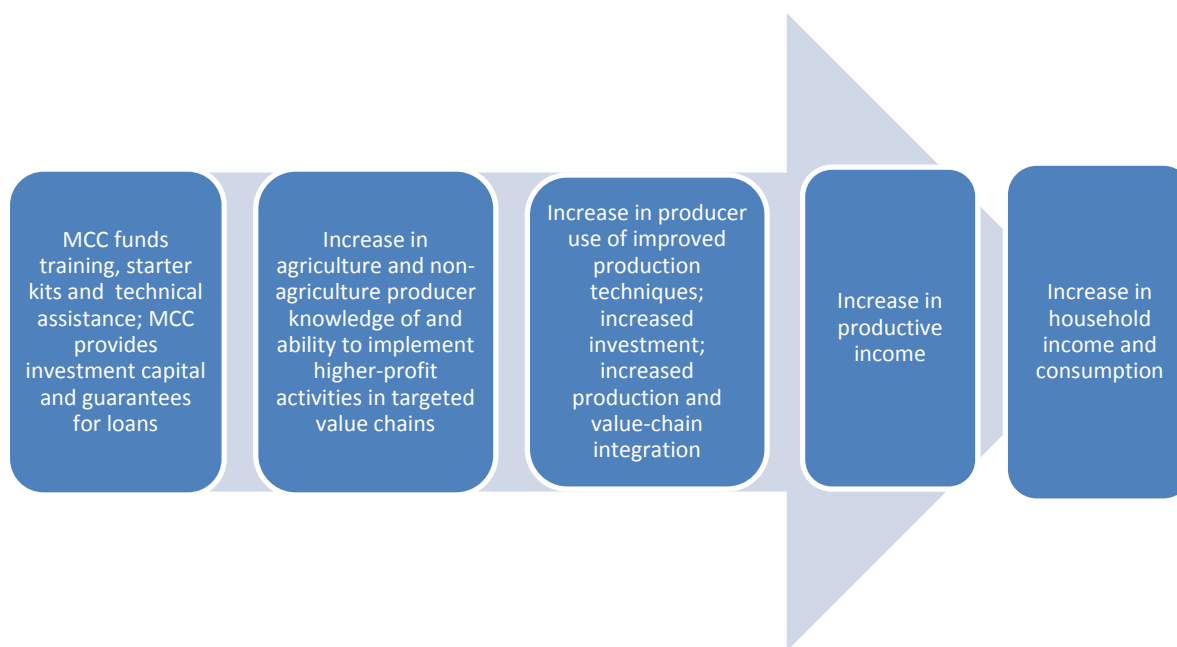 MCC funds
training, starter
kits and technical
assistance; MCC
provides
investment capital
and guarantees
for loans
Increase in
agriculture and non-
agriculture producer
knowledge of and
ability to implement
higher-profit
activities in targeted
value chains
Increase in producer
use of improved
production
techniques;
increased
investment;
increased
production and
value-chain
integration
Increase in
productive
income
Increase in
household
income and
consumption